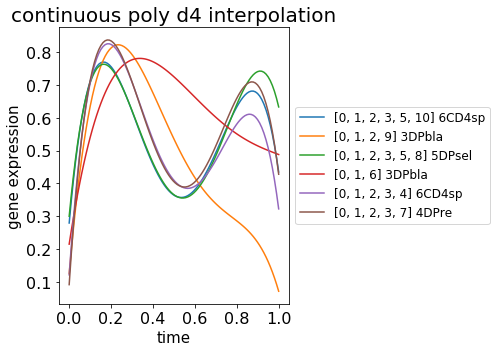 continuous poly d4 interpolation
gene expression
0.8
0.7
0.6
0.5
0.4
0.3
0.2
0.1
0.0 0.2 0.4 0.6 0.8 1.0
time
[0, 1, 2, 3, 5, 10] 6CD4sp
[0, 1, 2, 9] 3DPbla
[0, 1, 2, 3, 5, 8] 5DPsel
[0, 1, 6] 3DPbla
[0, 1, 2, 3, 4] 6CD4sp
[0, 1, 2, 3, 7] 4DPre